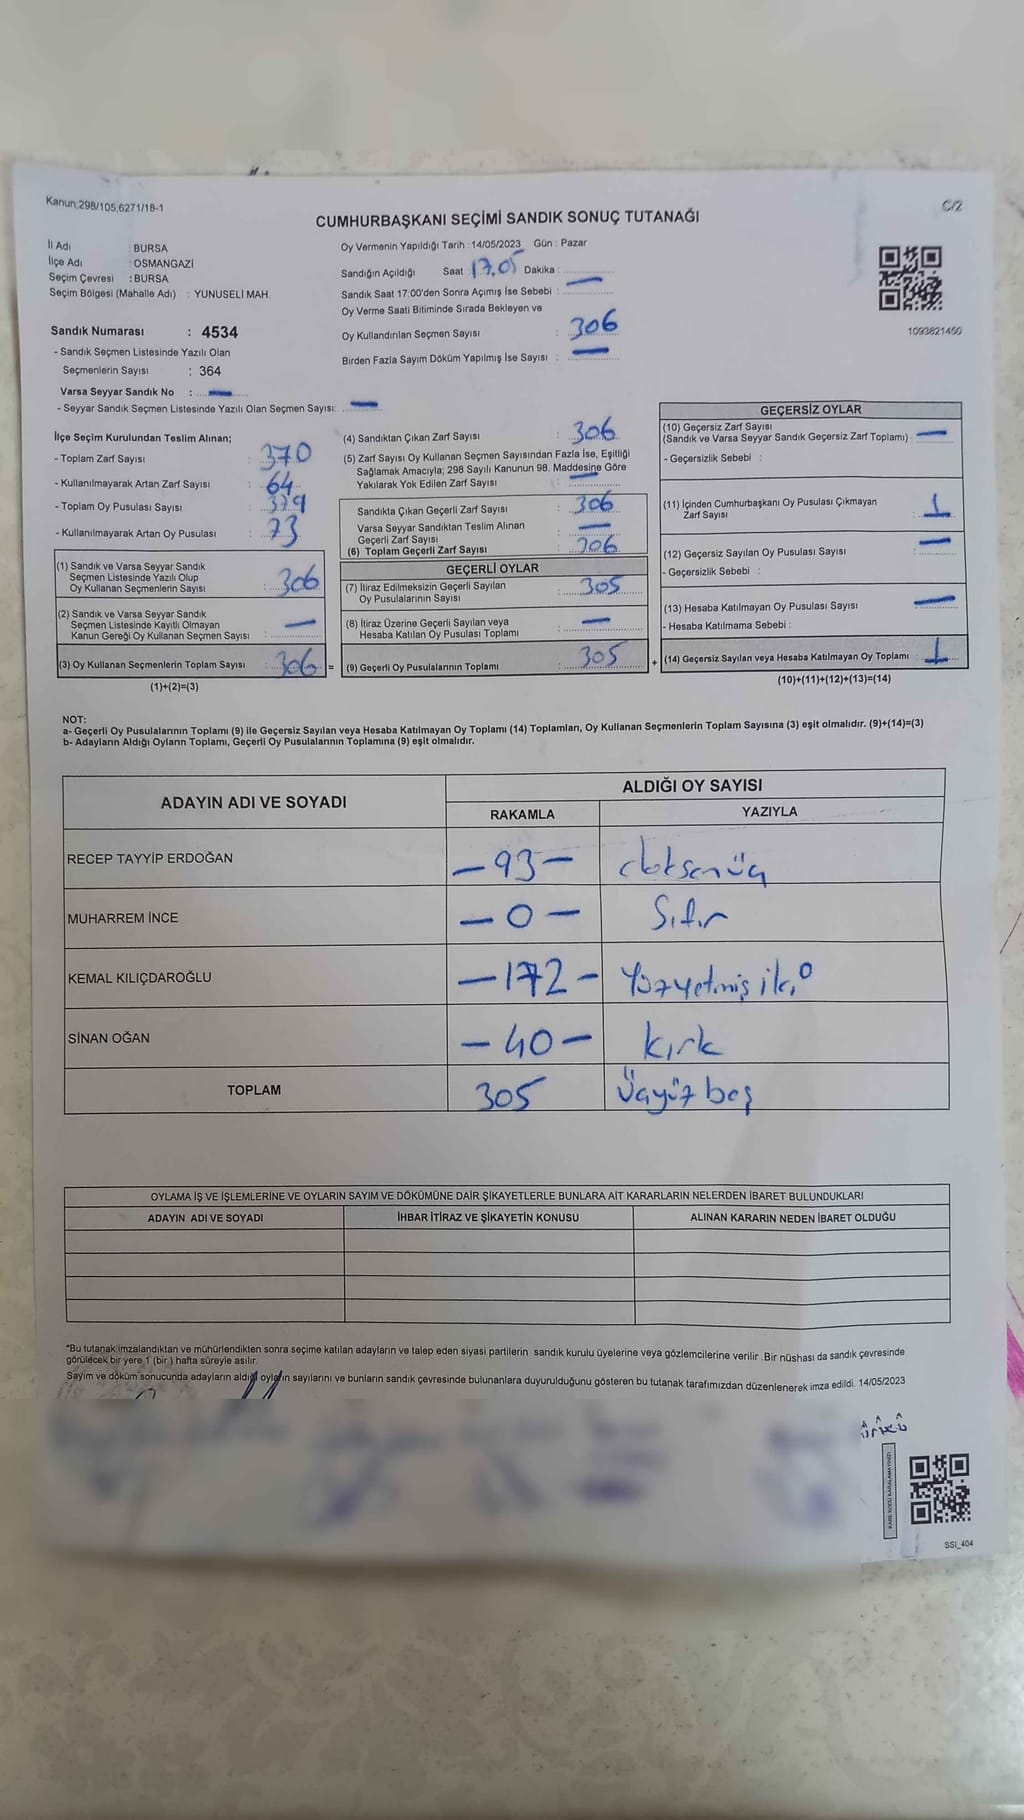 Kanun:298/105,6271/18-1
C/2
CUMHURBAŞKANI SEÇİMİ SANDIK SONUÇ TUTANAĞI
İl Adı : BURSA
İlçe Adı : OSMANGAZİ
Seçim Çevresi : BURSA
Seçim Bölgesi (Mahalle Adı) : YUNUSELİ MAH.
Sandık Numarası : 4534
- Sandık Seçmen Listesinde Yazılı Olan
Seçmenlerin Sayısı : 364
Varsa Seyyar Sandık No : —
- Seyyar Sandık Seçmen Listesinde Yazılı Olan Seçmen Sayısı: —
Oy Vermenin Yapıldığı Tarih :14/05/2023 Gün : Pazar
Sandığın Açıldığı Saat 17,05 Dakika :
Sandık Saat 17:00'den Sonra Açımış İse Sebebi : —
Oy Verme Saati Bitiminde Sırada Bekleyen ve
Oy Kullandırılan Seçmen Sayısı : 306
Birden Fazla Sayım Döküm Yapılmış İse Sayısı : —
1093821450
İlçe Seçim Kurulundan Teslim Alınan;
- Toplam Zarf Sayısı : 370
- Kullanılmayarak Artan Zarf Sayısı : 64
- Toplam Oy Pusulası Sayısı : 379
- Kullanılmayarak Artan Oy Pusulası : 73
(1) Sandık ve Varsa Seyyar Sandık
Seçmen Listesinde Yazılı Olup
Oy Kullanan Seçmenlerin Sayısı : 306
(2) Sandık ve Varsa Seyyar Sandık
Seçmen Listesinde Kayıtlı Olmayan
Kanun Gereği Oy Kullanan Seçmen Sayısı : —
(3) Oy Kullanan Seçmenlerin Toplam Sayısı : 306 =
(1)+(2)=(3)
(4) Sandıktan Çıkan Zarf Sayısı : 306
(5) Zarf Sayısı Oy Kullanan Seçmen Sayısından Fazla İse, Eşitliği
Sağlamak Amacıyla; 298 Sayılı Kanunun 98. Maddesine Göre
Yakılarak Yok Edilen Zarf Sayısı : —
Sandıkta Çıkan Geçerli Zarf Sayısı : 306
Varsa Seyyar Sandıktan Teslim Alınan
Geçerli Zarf Sayısı : —
(6) Toplam Geçerli Zarf Sayısı : 306
GEÇERLİ OYLAR
(7) İtiraz Edilmeksizin Geçerli Sayılan
Oy Pusulalarının Sayısı : 305
(8) İtiraz Üzerine Geçerli Sayılan veya
Hesaba Katılan Oy Pusulası Toplamı : —
(9) Geçerli Oy Pusulalarının Toplamı : 305 +
GEÇERSİZ OYLAR
(10) Geçersiz Zarf Sayısı
(Sandık ve Varsa Seyyar Sandık Geçersiz Zarf Toplamı) : —
- Geçersizlik Sebebi :
(11) İçinden Cumhurbaşkanı Oy Pusulası Çıkmayan
Zarf Sayısı : 1
(12) Geçersiz Sayılan Oy Pusulası Sayısı : —
- Geçersizlik Sebebi :
(13) Hesaba Katılmayan Oy Pusulası Sayısı : —
- Hesaba Katılmama Sebebi :
(14) Geçersiz Sayılan veya Hesaba Katılmayan Oy Toplamı : 1
(10)+(11)+(12)+(13)=(14)
NOT:
a- Geçerli Oy Pusulalarının Toplamı (9) ile Geçersiz Sayılan veya Hesaba Katılmayan Oy Toplamı (14) Toplamları, Oy Kullanan Seçmenlerin Toplam Sayısına (3) eşit olmalıdır. (9)+(14)=(3)
b- Adayların Aldığı Oyların Toplamı, Geçerli Oy Pusulalarının Toplamına (9) eşit olmalıdır.
ADAYIN ADI VE SOYADI
ALDIĞI OY SAYISI
RAKAMLA YAZIYLA
RECEP TAYYİP ERDOĞAN — 93 — doksanüç
MUHARREM İNCE — 0 — Sıfır
KEMAL KILIÇDAROĞLU — 172 — Yüzyetmiş iki
SİNAN OĞAN — 40 — kırk
TOPLAM 305 Üçyüz beş
OYLAMA İŞ VE İŞLEMLERİNE VE OYLARIN SAYIM VE DÖKÜMÜNE DAİR ŞİKAYETLERLE BUNLARA AİT KARARLARIN NELERDEN İBARET BULUNDUKLARI
ADAYIN ADI VE SOYADI İHBAR İTİRAZ VE ŞİKAYETİN KONUSU ALINAN KARARIN NEDEN İBARET OLDUĞU
*Bu tutanak imzalandıktan ve mühürlendikten sonra seçime katılan adayların ve talep eden siyasi partilerin sandık kurulu üyelerine veya gözlemcilerine verilir .Bir nüshası da sandık çevresinde
görülecek bir yere 1 (bir ) hafta süreyle asılır.
Sayım ve döküm sonucunda adayların aldığı oyların sayılarını ve bunların sandık çevresinde bulunanlara duyurulduğunu gösteren bu tutanak tarafımızdan düzenlenerek imza edildi. 14/05/2023
KARE KODU KARALAMAYINIZ!
SSI_404